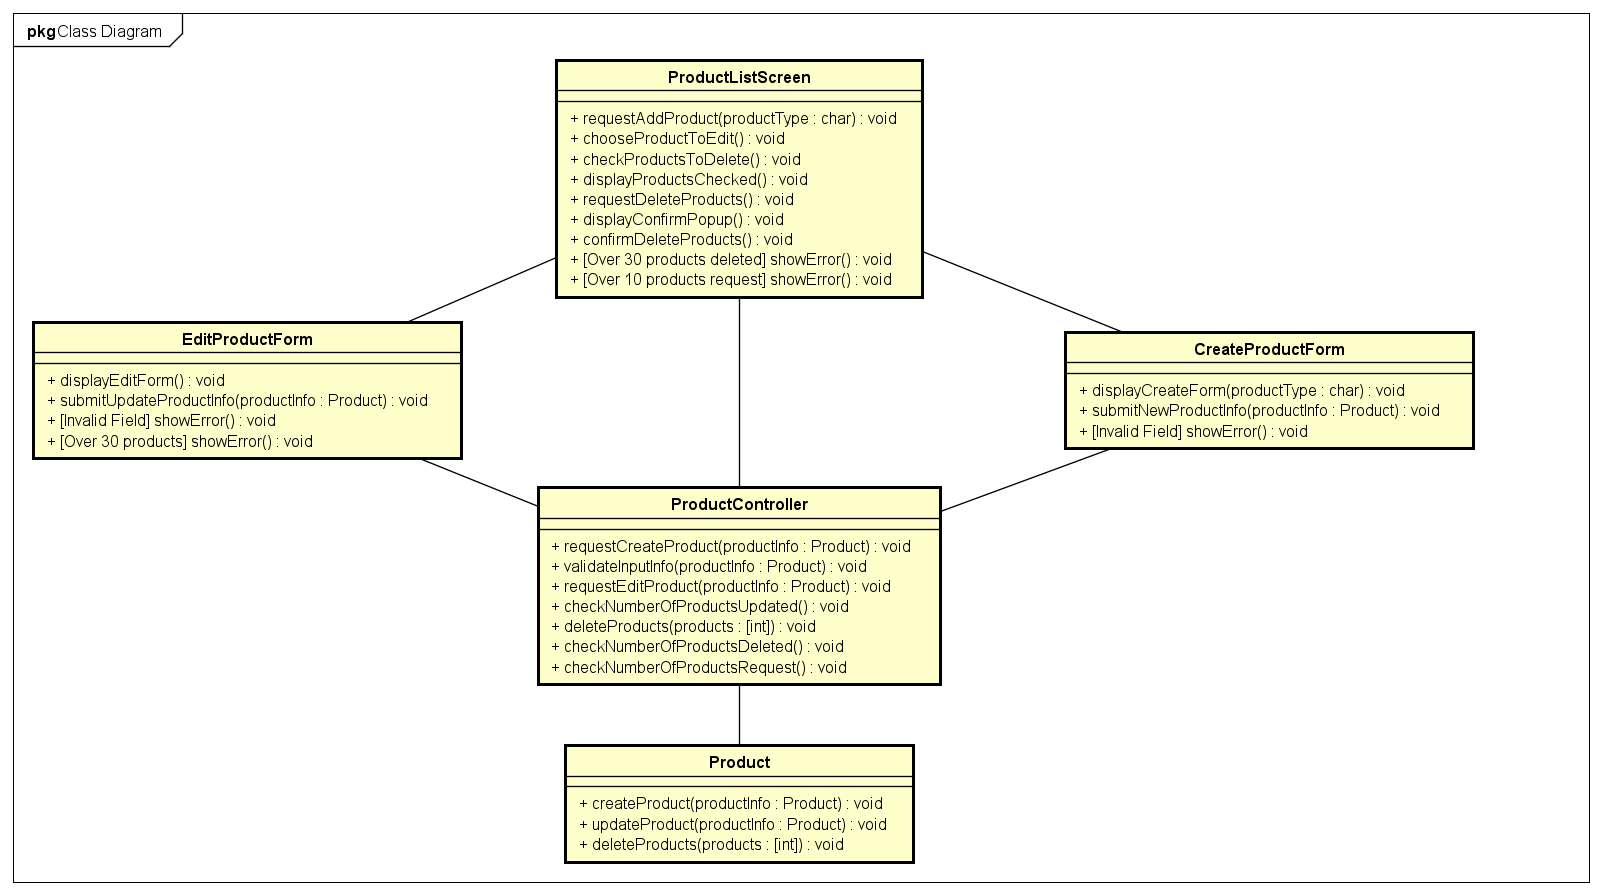 pkg Class Diagram
ProductListScreen
+ requestAddProduct(productType : char) : void
+ chooseProductToEdit() : void
+ checkProductsToDelete() : void
+ displayProductsChecked() : void
+ requestDeleteProducts() : void
+ displayConfirmPopup() : void
+ confirmDeleteProducts() : void
+ [Over 30 products deleted] showError() : void
+ [Over 10 products request] showError() : void
EditProductForm
+ displayEditForm() : void
+ submitUpdateProductInfo(productInfo : Product) : void
+ [Invalid Field] showError() : void
+ [Over 30 products] showError() : void
CreateProductForm
+ displayCreateForm(productType : char) : void
+ submitNewProductInfo(productInfo : Product) : void
+ [Invalid Field] showError() : void
ProductController
+ requestCreateProduct(productInfo : Product) : void
+ validateInputInfo(productInfo : Product) : void
+ requestEditProduct(productInfo : Product) : void
+ checkNumberOfProductsUpdated() : void
+ deleteProducts(products : [int]) : void
+ checkNumberOfProductsDeleted() : void
+ checkNumberOfProductsRequest() : void
Product
+ createProduct(productInfo : Product) : void
+ updateProduct(productInfo : Product) : void
+ deleteProducts(products : [int]) : void